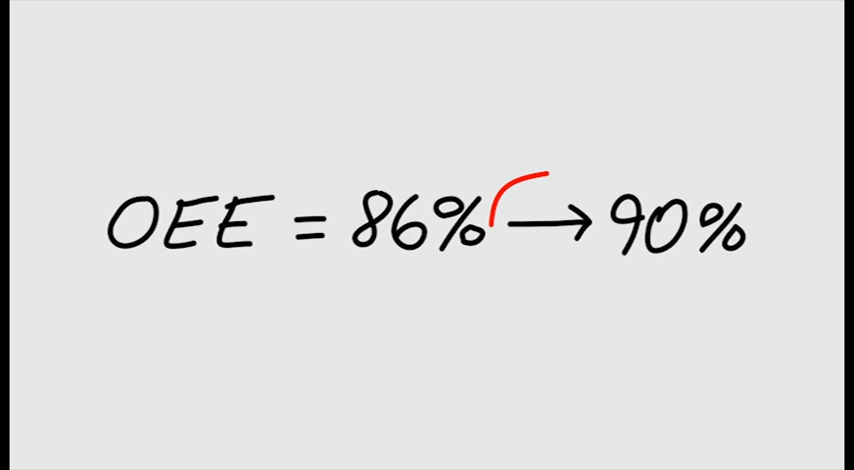 OEE = 86% → 90%